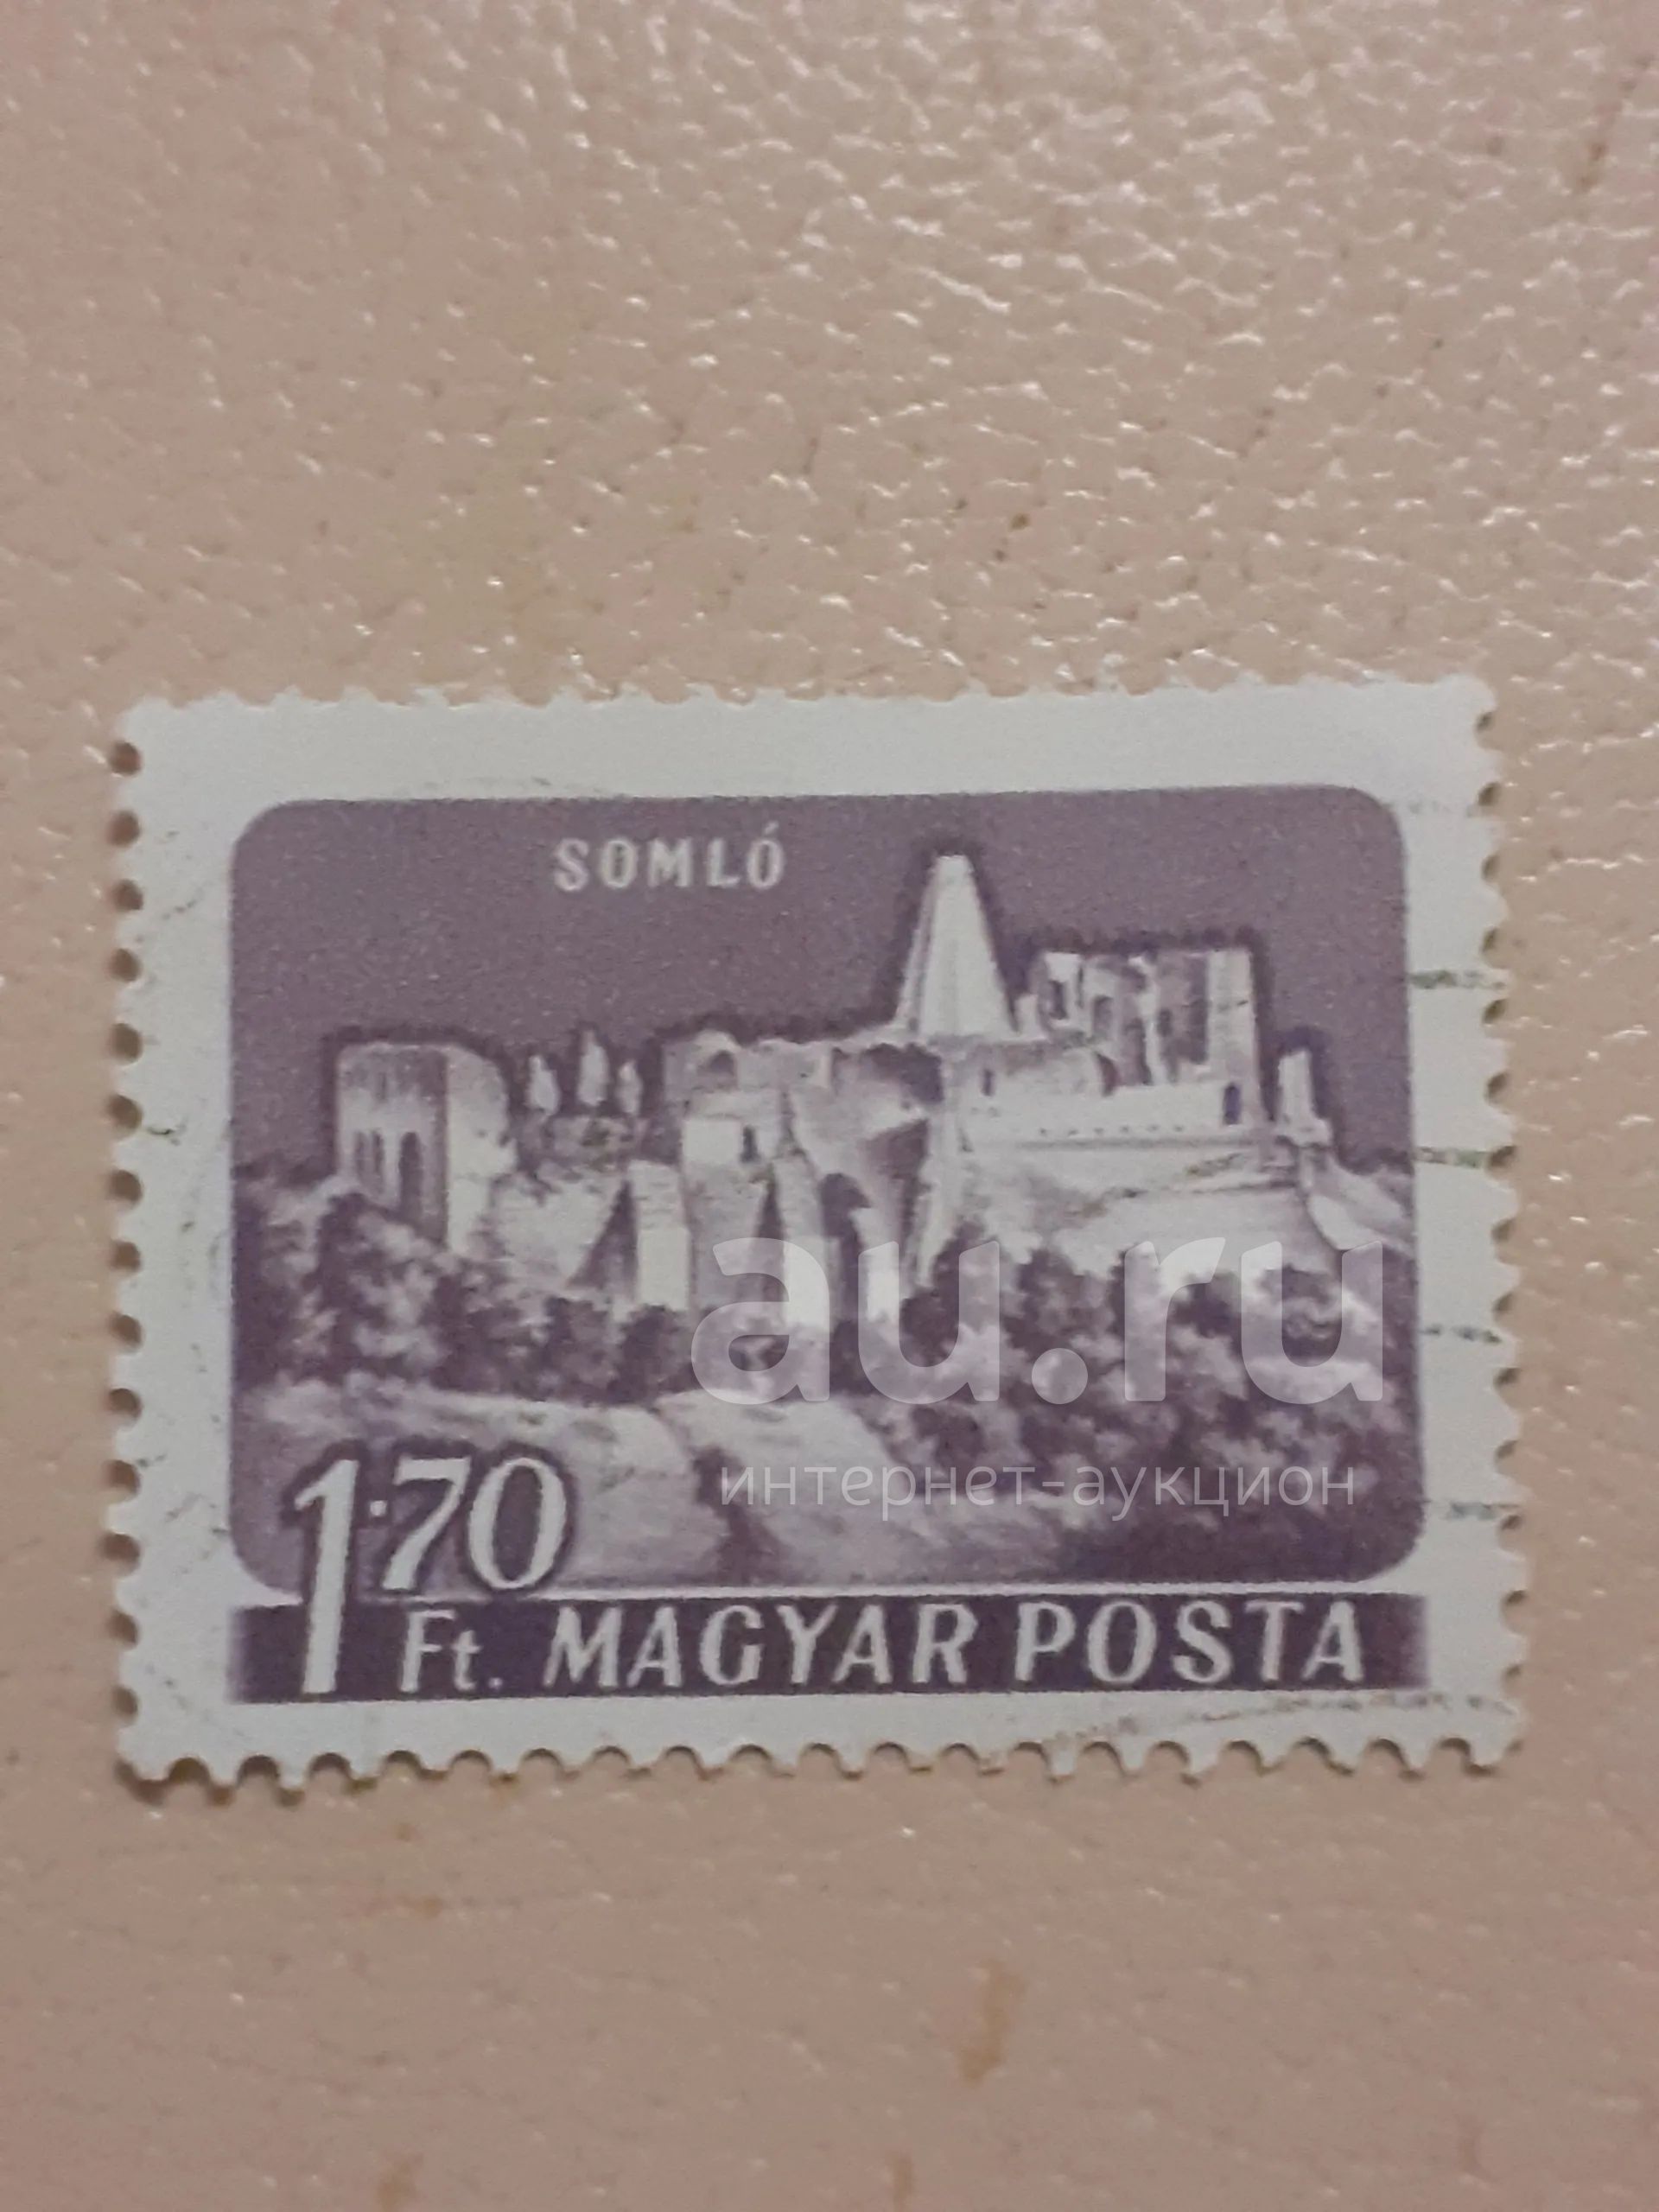 SOMLÓ
au.ru
интернет-аукцион
1.70
Ft. MAGYAR POSTA